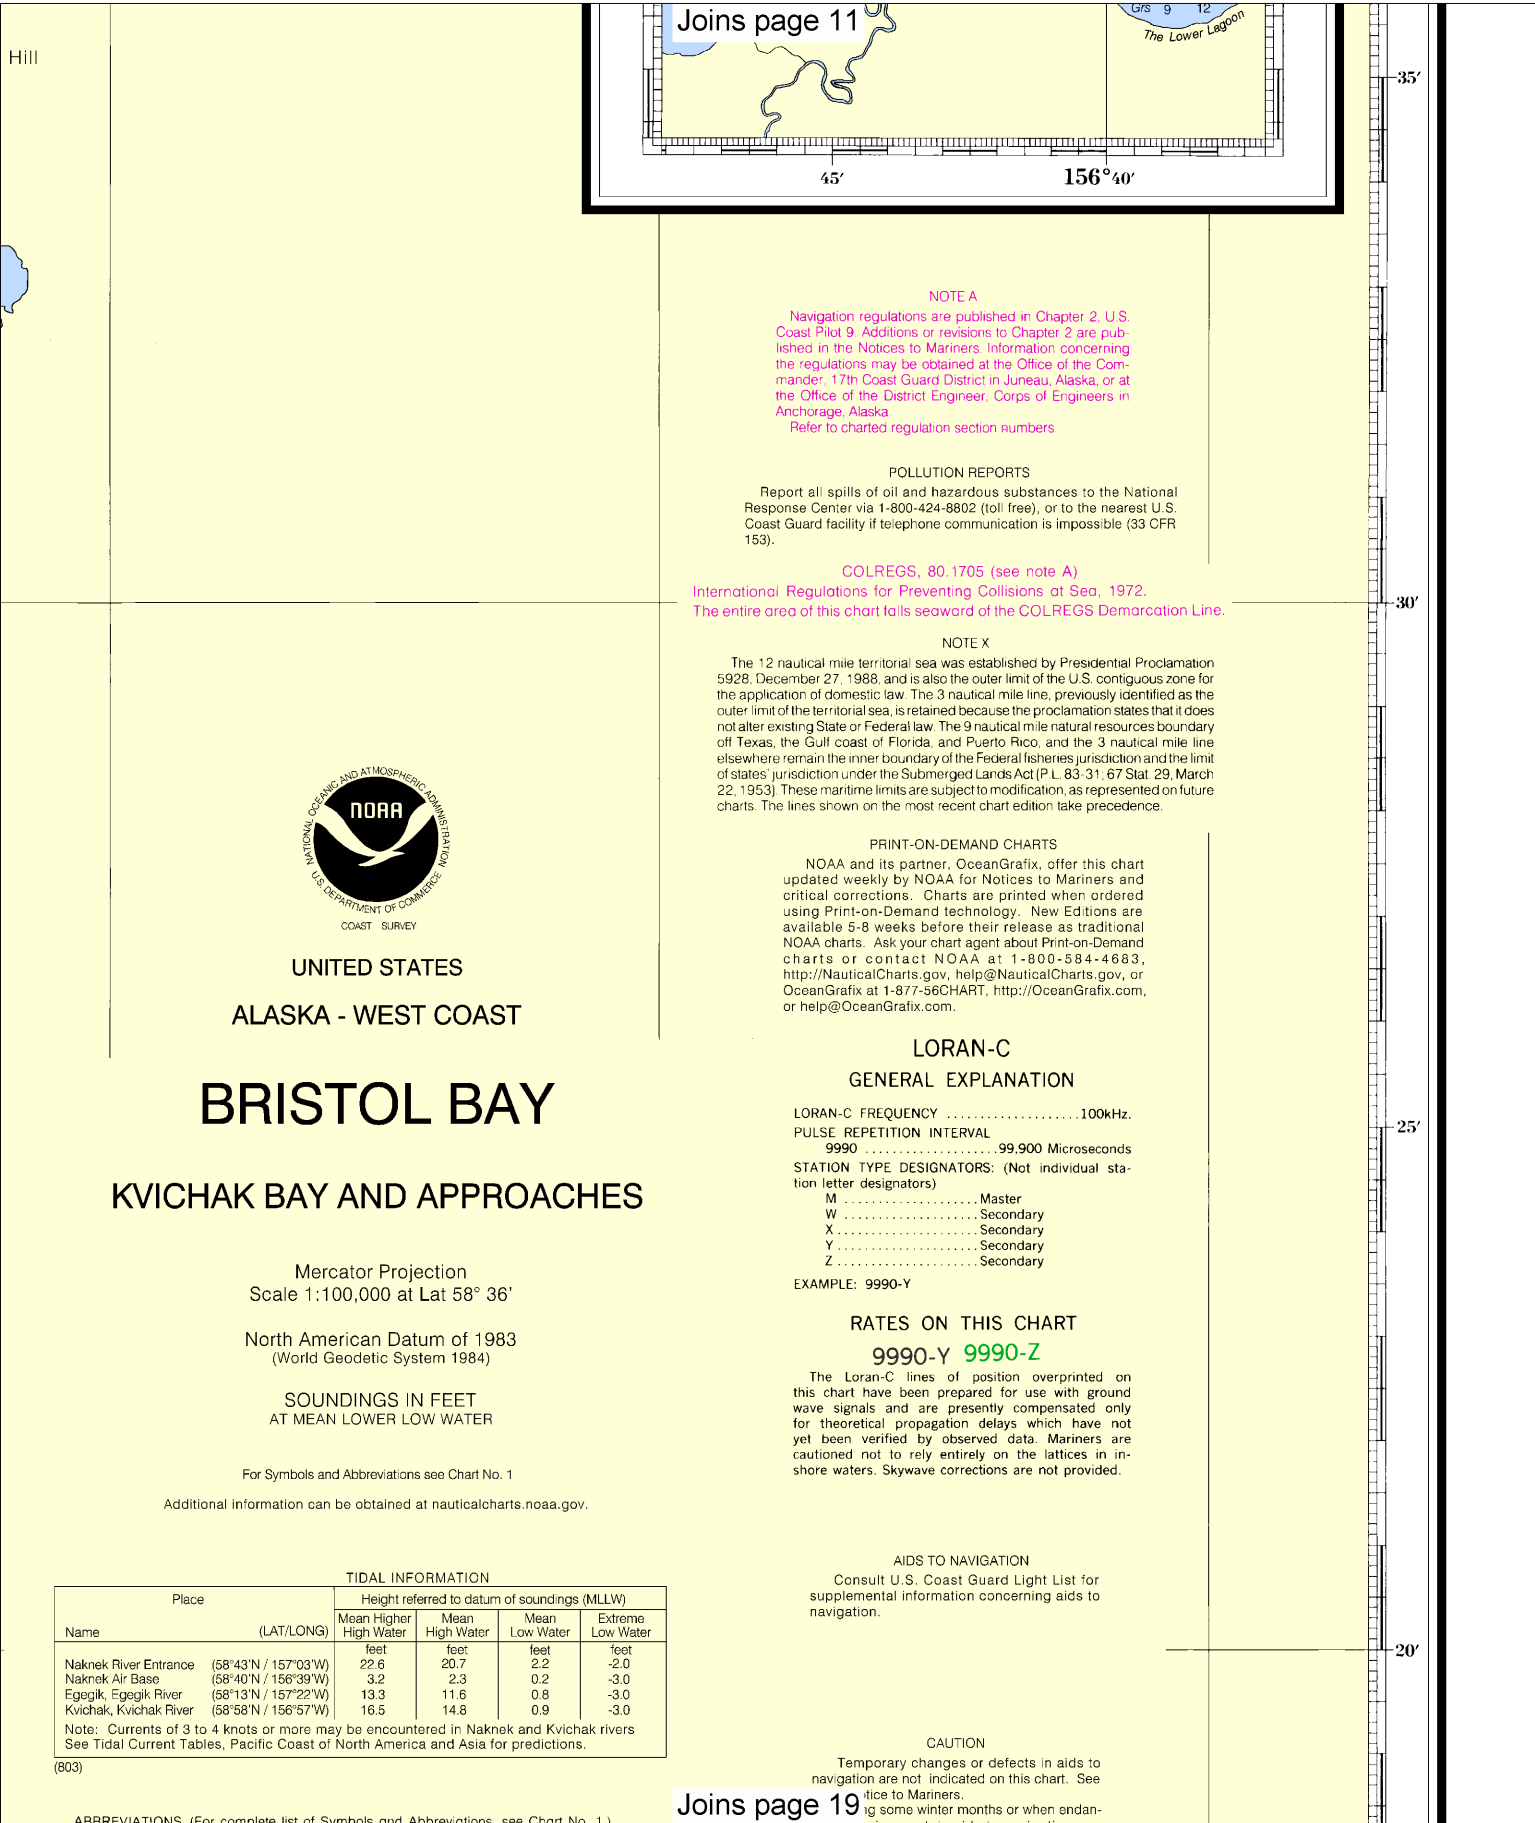 Joins page 11
Grs 9 12
The Lower Lagoon
Hill
35'
45'
156°40'
NOTE A
Navigation regulations are published in Chapter 2, U.S.
Coast Pilot 9. Additions or revisions to Chapter 2 are pub-
lished in the Notices to Mariners. Information concerning
the regulations may be obtained at the Office of the Com-
mander, 17th Coast Guard District in Juneau, Alaska, or at
the Office of the District Engineer, Corps of Engineers in
Anchorage, Alaska.
Refer to charted regulation section numbers
POLLUTION REPORTS
Report all spills of oil and hazardous substances to the National
Response Center via 1-800-424-8802 (toll free), or to the nearest U.S.
Coast Guard facility if telephone communication is impossible (33 CFR
153).
COLREGS, 80.1705 (see note A)
International Regulations for Preventing Collisions at Sea, 1972.
The entire area of this chart falls seaward of the COLREGS Demarcation Line.
30'
NOTE X
The 12 nautical mile territorial sea was established by Presidential Proclamation
5928, December 27, 1988, and is also the outer limit of the U.S. contiguous zone for
the application of domestic law. The 3 nautical mile line, previously identified as the
outer limit of the territorial sea, is retained because the proclamation states that it does
not alter existing State or Federal law. The 9 nautical mile natural resources boundary
off Texas, the Gulf coast of Florida, and Puerto Rico, and the 3 nautical mile line
elsewhere remain the inner boundary of the Federal fisheries jurisdiction and the limit
of states' jurisdiction under the Submerged Lands Act (P.L. 83-31; 67 Stat. 29, March
22, 1953). These maritime limits are subject to modification, as represented on future
charts. The lines shown on the most recent chart edition take precedence.
PRINT-ON-DEMAND CHARTS
NOAA and its partner, OceanGrafix, offer this chart
updated weekly by NOAA for Notices to Mariners and
critical corrections. Charts are printed when ordered
using Print-on-Demand technology. New Editions are
available 5-8 weeks before their release as traditional
NOAA charts. Ask your chart agent about Print-on-Demand
charts or contact NOAA at 1-800-584-4683,
http://NauticalCharts.gov, help@NauticalCharts.gov, or
OceanGrafix at 1-877-56CHART, http://OceanGrafix.com,
or help@OceanGrafix.com.
NATIONAL OCEANIC AND ATMOSPHERIC ADMINISTRATION
NOAA
U.S. DEPARTMENT OF COMMERCE
COAST SURVEY
UNITED STATES
ALASKA - WEST COAST
BRISTOL BAY
KVICHAK BAY AND APPROACHES
Mercator Projection
Scale 1:100,000 at Lat 58° 36'
North American Datum of 1983
(World Geodetic System 1984)
SOUNDINGS IN FEET
AT MEAN LOWER LOW WATER
For Symbols and Abbreviations see Chart No. 1
Additional information can be obtained at nauticalcharts.noaa.gov.
LORAN-C
GENERAL EXPLANATION
LORAN-C FREQUENCY ....................100kHz.
PULSE REPETITION INTERVAL
9990 ....................99,900 Microseconds
STATION TYPE DESIGNATORS: (Not individual sta-
tion letter designators)
M ....................Master
W ....................Secondary
X ....................Secondary
Y ....................Secondary
Z ....................Secondary
EXAMPLE: 9990-Y
RATES ON THIS CHART
9990-Y 9990-Z
The Loran-C lines of position overprinted on
this chart have been prepared for use with ground
wave signals and are presently compensated only
for theoretical propagation delays which have not
yet been verified by observed data. Mariners are
cautioned not to rely entirely on the lattices in in-
shore waters. Skywave corrections are not provided.
25'
AIDS TO NAVIGATION
Consult U.S. Coast Guard Light List for
supplemental information concerning aids to
navigation.
20'
TIDAL INFORMATION
Place Height referred to datum of soundings (MLLW)
Name (LAT/LONG) Mean Higher High Water Mean High Water Mean Low Water Extreme Low Water
feet feet feet feet
Naknek River Entrance (58°43'N / 157°03'W) 22.6 20.7 2.2 -2.0
Naknek Air Base (58°40'N / 156°39'W) 3.2 2.3 0.2 -3.0
Egegik, Egegik River (58°13'N / 157°22'W) 13.3 11.6 0.8 -3.0
Kvichak, Kvichak River (58°58'N / 156°57'W) 16.5 14.8 0.9 -3.0
Note: Currents of 3 to 4 knots or more may be encountered in Naknek and Kvichak rivers
See Tidal Current Tables, Pacific Coast of North America and Asia for predictions.
(803)
CAUTION
Temporary changes or defects in aids to
navigation are not indicated on this chart. See
tice to Mariners.
ng some winter months or when endan-
Joins page 19
ABBREVIATIONS (For complete list of Symbols and Abbreviations, see Chart No. 1.)